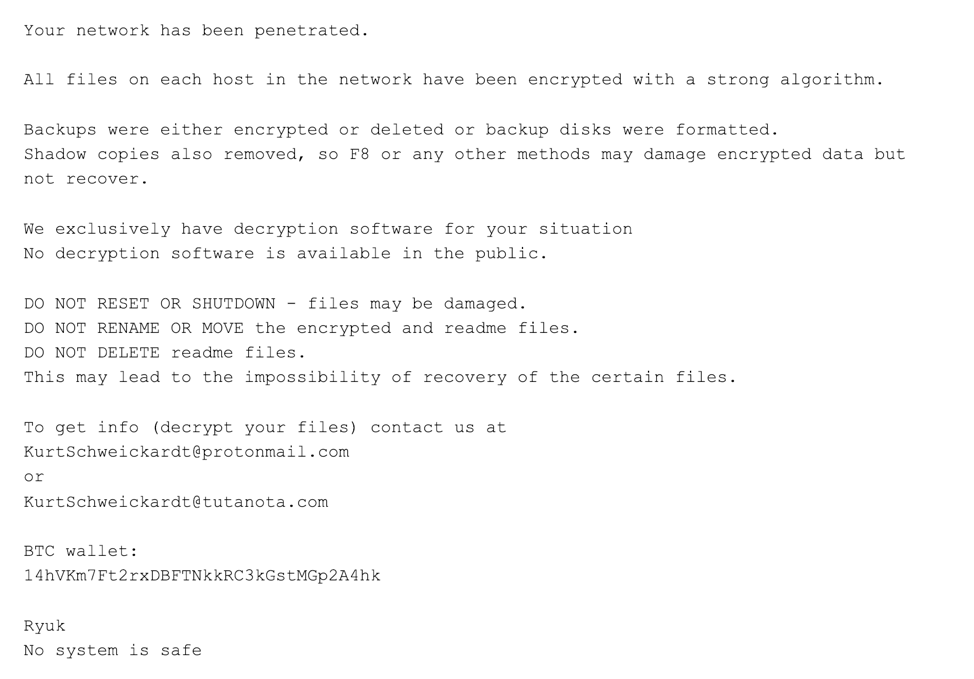 Your network has been penetrated.
All files on each host in the network have been encrypted with a strong algorithm.
Backups were either encrypted or deleted or backup disks were formatted.
Shadow copies also removed, so F8 or any other methods may damage encrypted data but
not recover.
We exclusively have decryption software for your situation
No decryption software is available in the public.
DO NOT RESET OR SHUTDOWN - files may be damaged.
DO NOT RENAME OR MOVE the encrypted and readme files.
DO NOT DELETE readme files.
This may lead to the impossibility of recovery of the certain files.
To get info (decrypt your files) contact us at
KurtSchweickardt@protonmail.com
or
KurtSchweickardt@tutanota.com
BTC wallet:
14hVKm7Ft2rxDBFTNkkRC3kGstMGp2A4hk
Ryuk
No system is safe